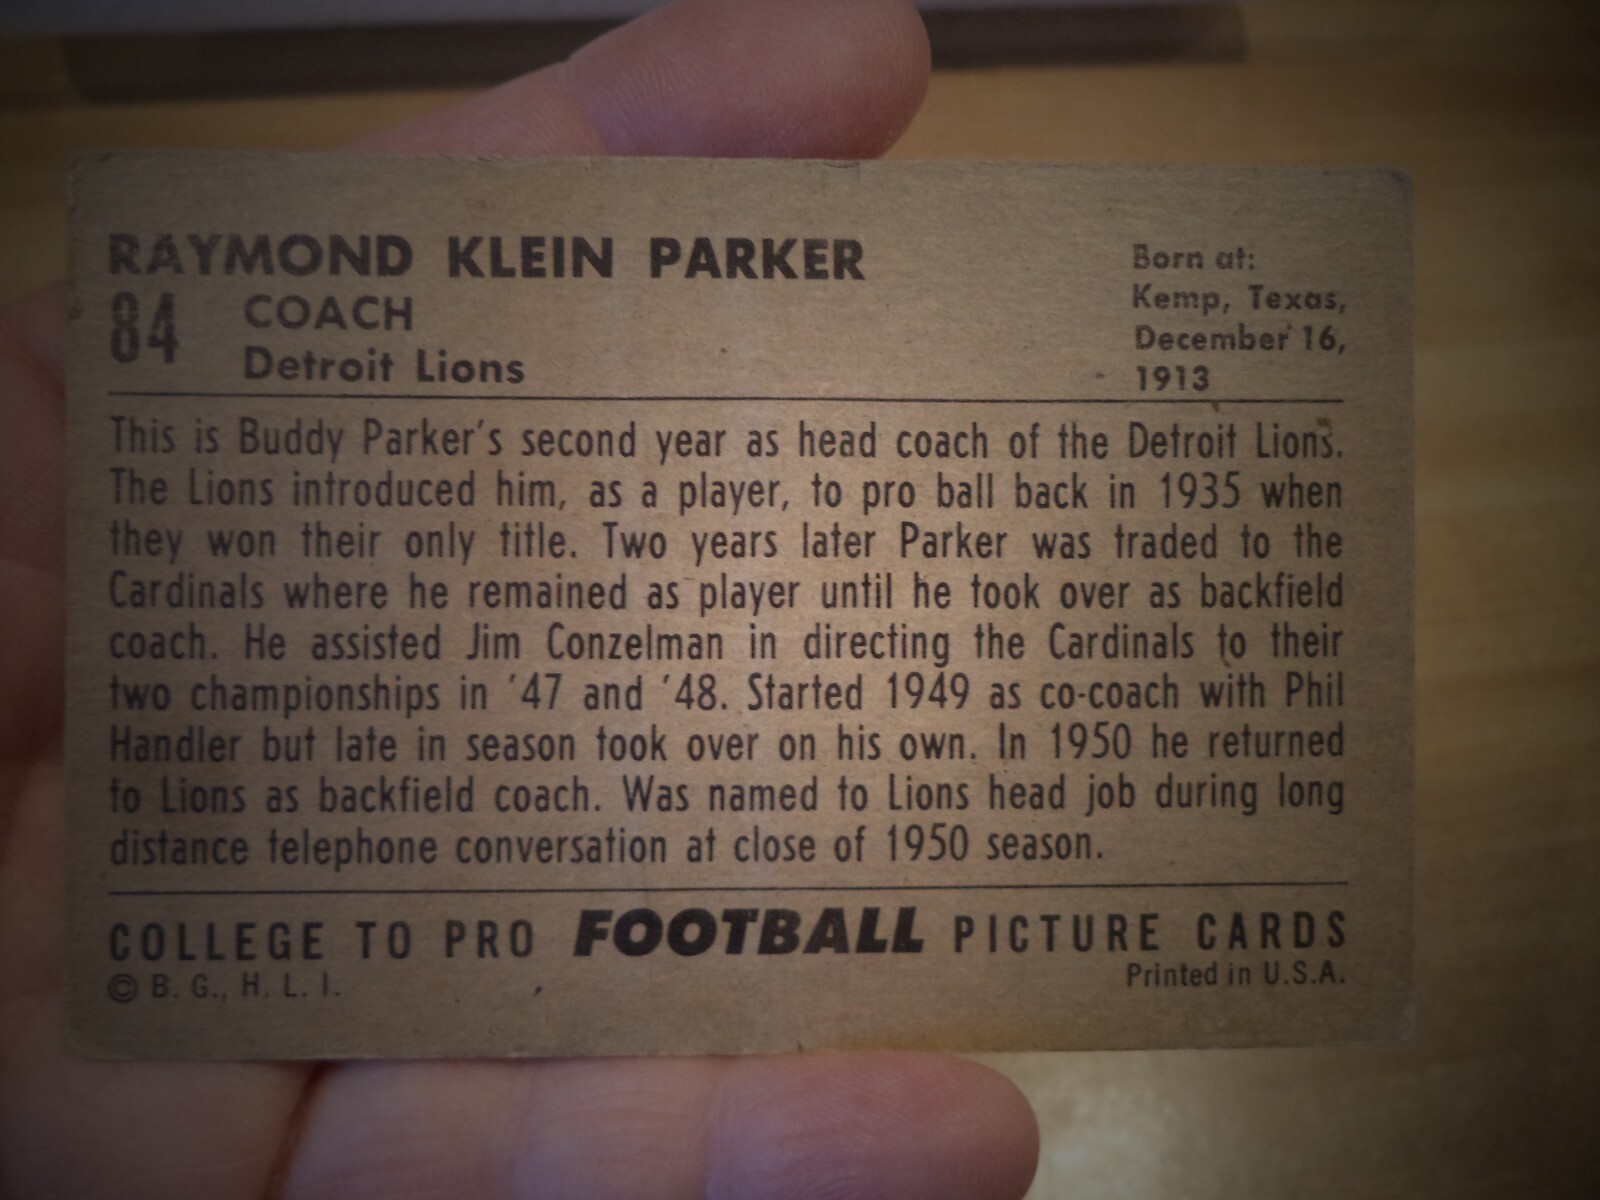 RAYMOND KLEIN PARKER
84 COACH
Detroit Lions
Born at:
Kemp, Texas,
December 16,
1913
This is Buddy Parker's second year as head coach of the Detroit Lions.
The Lions introduced him, as a player, to pro ball back in 1935 when
they won their only title. Two years later Parker was traded to the
Cardinals where he remained as player until he took over as backfield
coach. He assisted Jim Conzelman in directing the Cardinals to their
two championships in '47 and '48. Started 1949 as co-coach with Phil
Handler but late in season took over on his own. In 1950 he returned
to Lions as backfield coach. Was named to Lions head job during long
distance telephone conversation at close of 1950 season.
COLLEGE TO PRO FOOTBALL PICTURE CARDS
© B. G., H. L. I.
Printed in U.S.A.